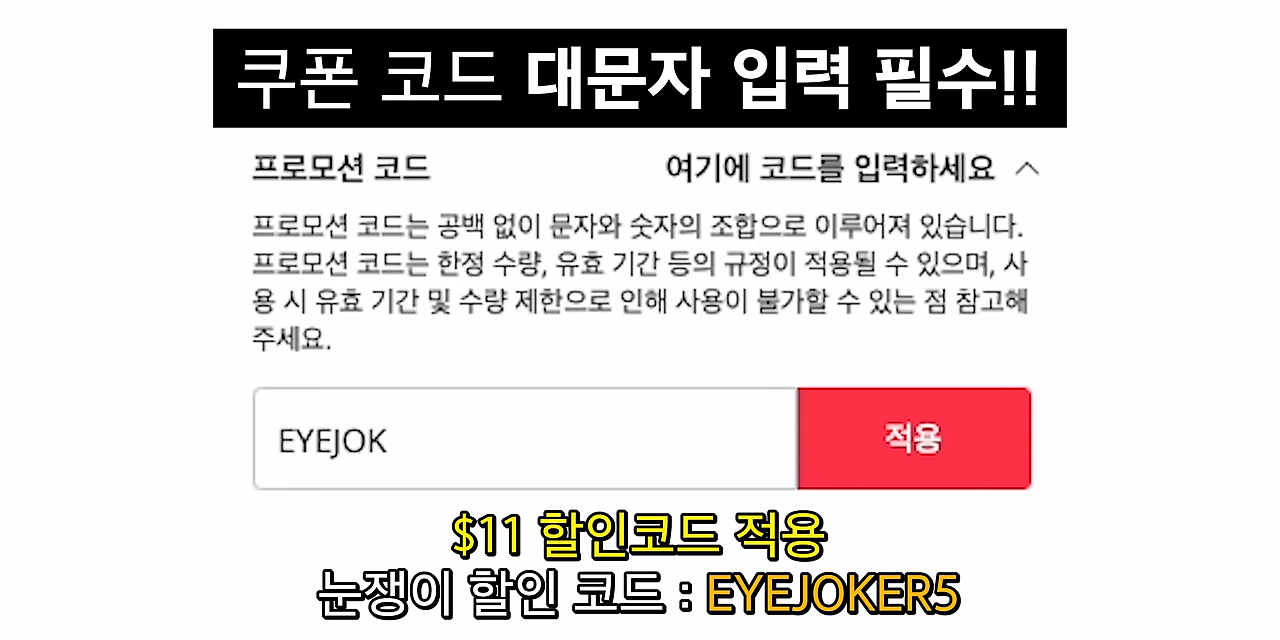 쿠폰 코드 대문자 입력 필수!!
프로모션 코드 여기에 코드를 입력하세요
프로모션 코드는 공백 없이 문자와 숫자의 조합으로 이루어져 있습니다.
프로모션 코드는 한정 수량, 유효 기간 등의 규정이 적용될 수 있으며, 사
용 시 유효 기간 및 수량 제한으로 인해 사용이 불가할 수 있는 점 참고해
주세요.
EYEJOK 적용
$11 할인코드 적용
눈쟁이 할인 코드 : EYEJOKER5